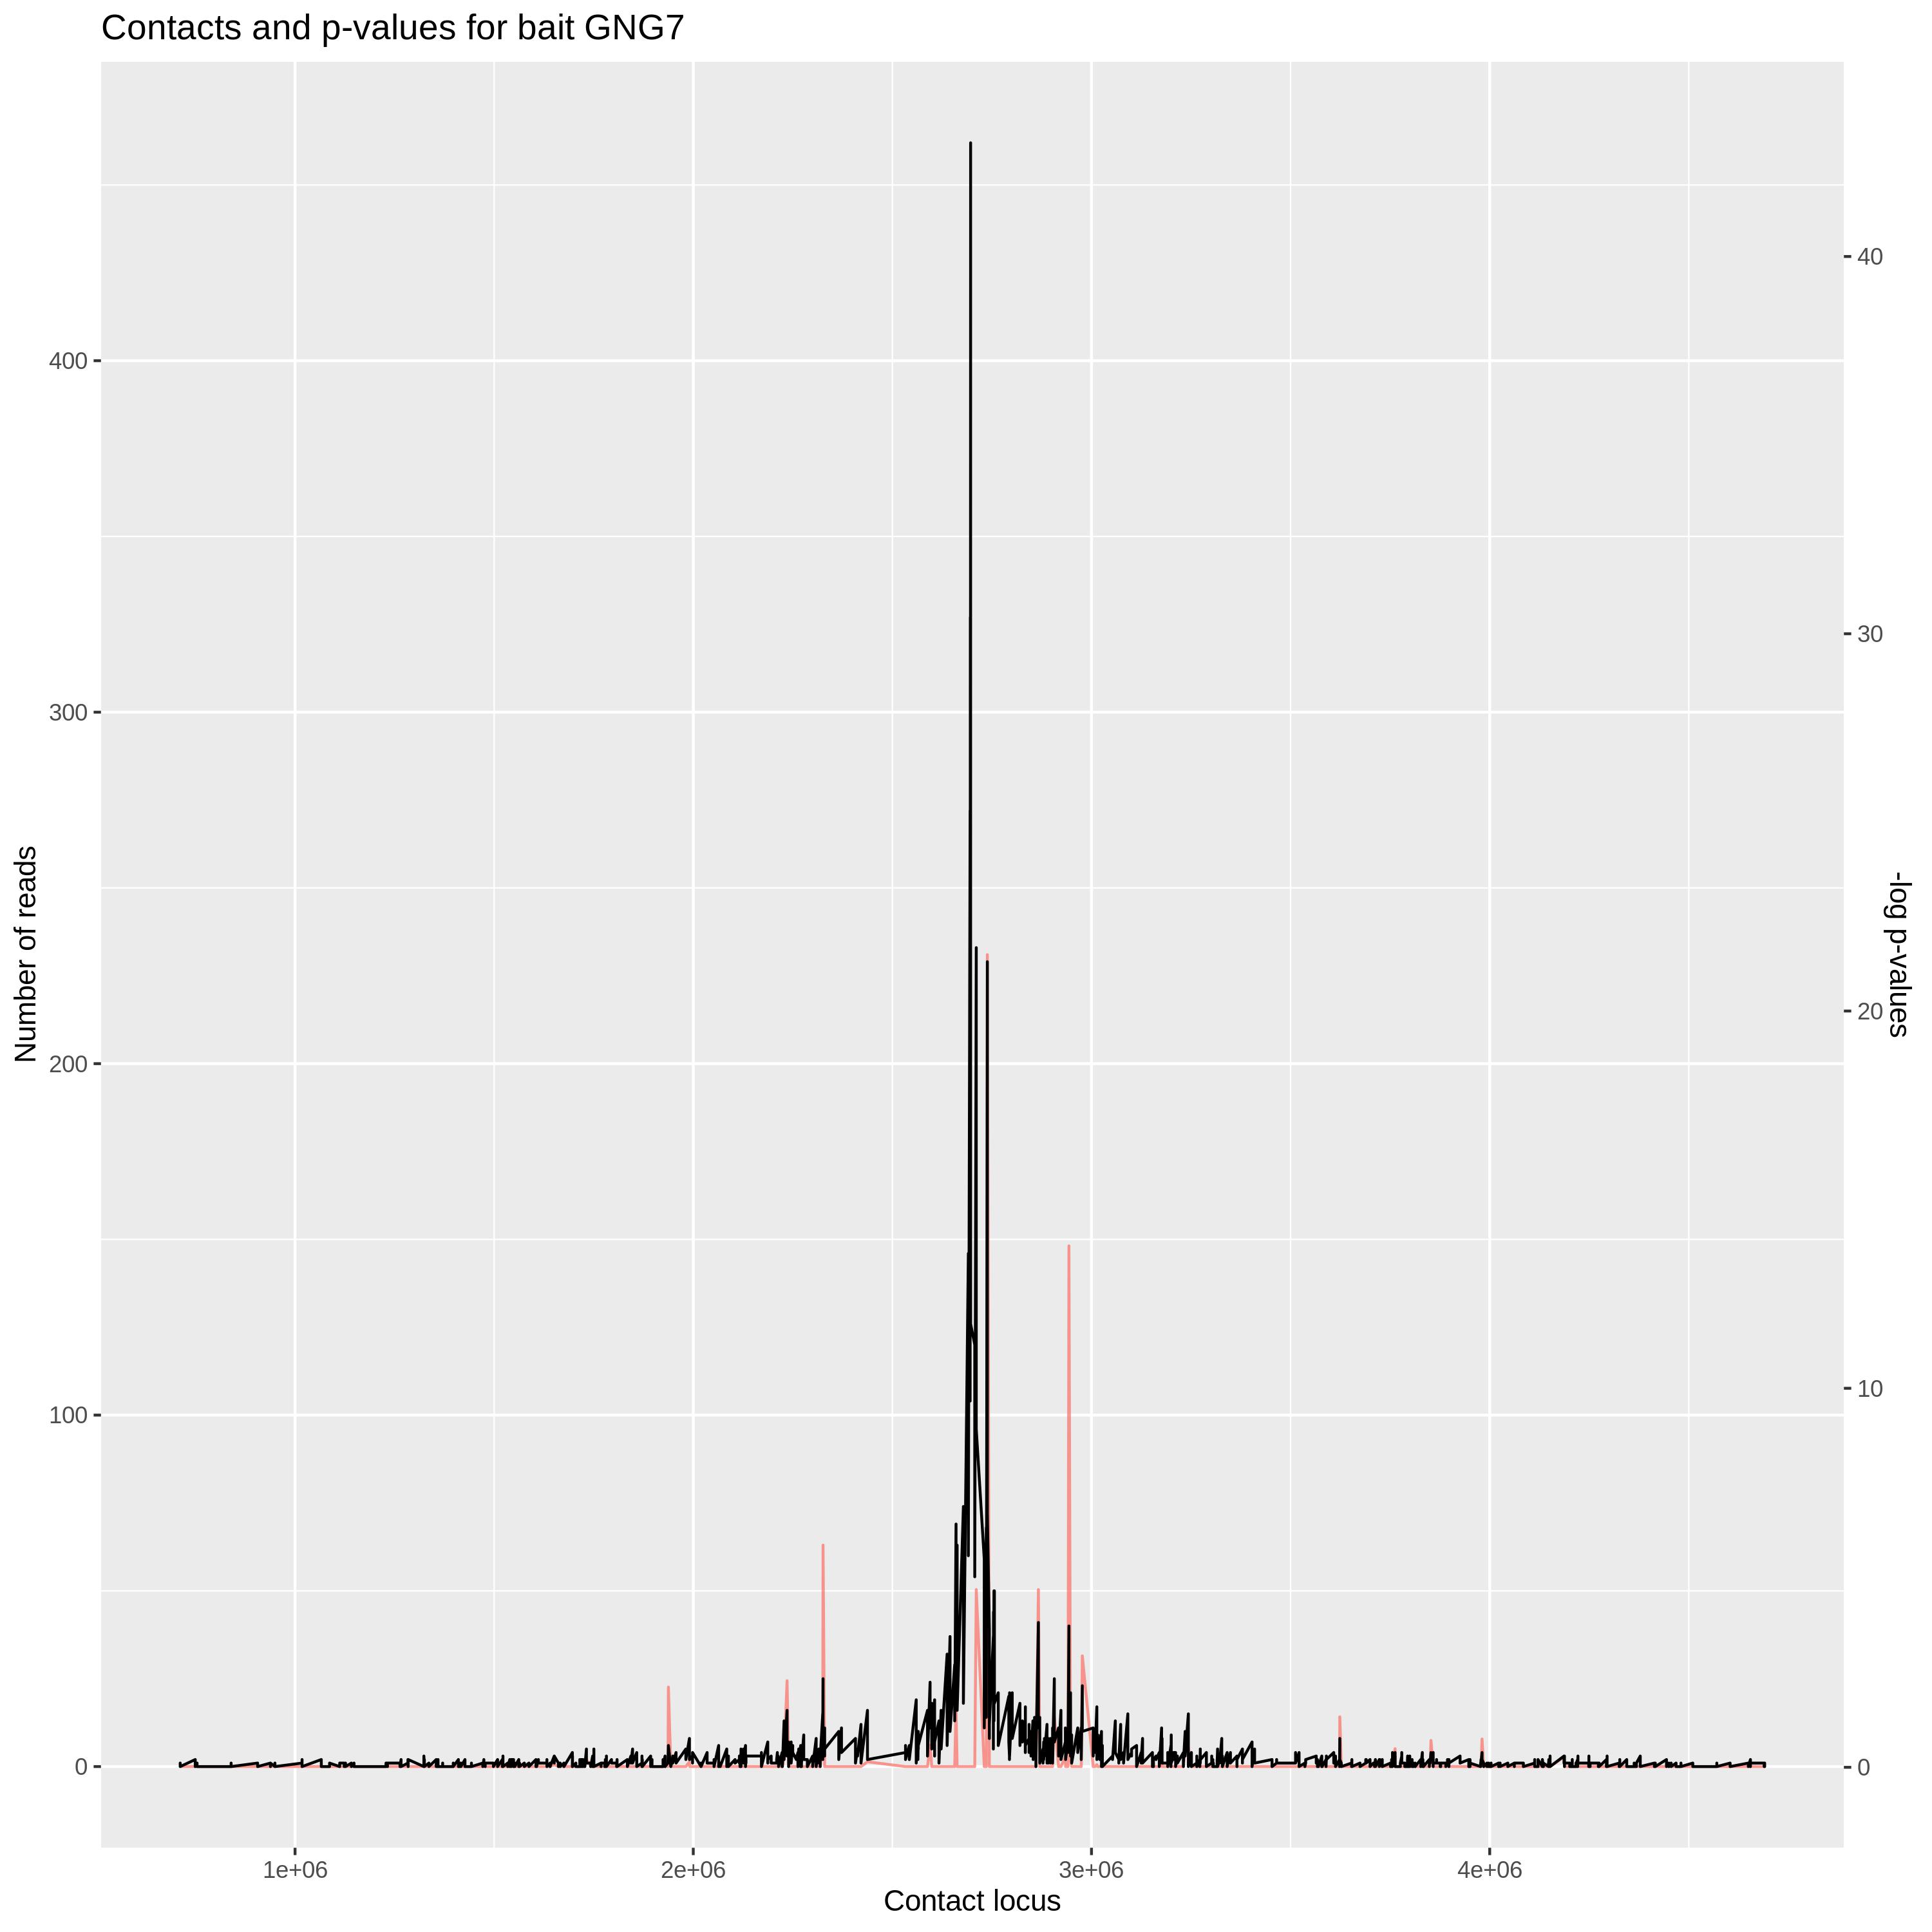 Contacts and p-values for bait GNG7
400
300
200
100
0
Number of reads
40
30
20
10
0
-log p-values
1e+06
2e+06
3e+06
4e+06
Contact locus